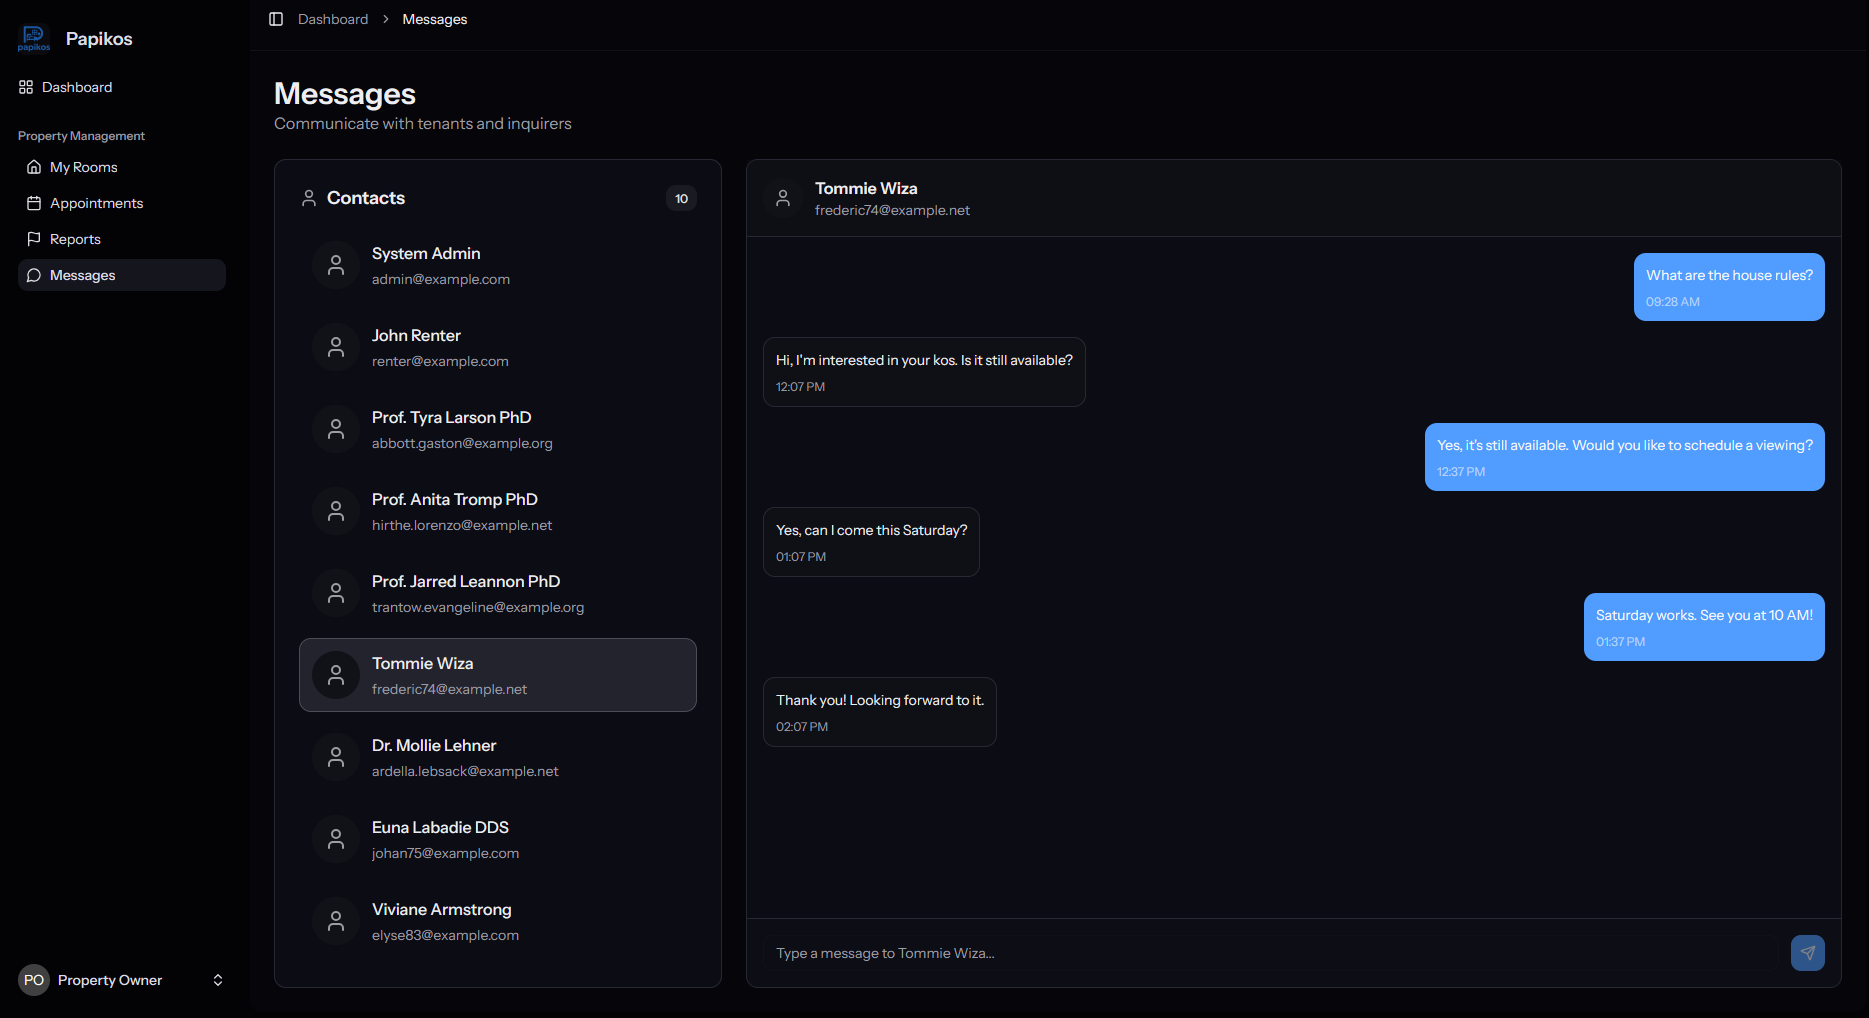 papikos
Papikos
Dashboard
Property Management
My Rooms
Appointments
Reports
Messages
PO
Property Owner
Dashboard
Messages
Messages
Communicate with tenants and inquirers
Contacts
10
System Admin
admin@example.com
John Renter
renter@example.com
Prof. Tyra Larson PhD
abbott.gaston@example.org
Prof. Anita Tromp PhD
hirthe.lorenzo@example.net
Prof. Jarred Leannon PhD
trantow.evangeline@example.org
Tommie Wiza
frederic74@example.net
Dr. Mollie Lehner
ardella.lebsack@example.net
Euna Labadie DDS
johan75@example.com
Viviane Armstrong
elyse83@example.com
Tommie Wiza
frederic74@example.net
What are the house rules?
09:28 AM
Hi, I'm interested in your kos. Is it still available?
12:07 PM
Yes, it's still available. Would you like to schedule a viewing?
12:37 PM
Yes, can I come this Saturday?
01:07 PM
Saturday works. See you at 10 AM!
01:37 PM
Thank you! Looking forward to it.
02:07 PM
Type a message to Tommie Wiza...